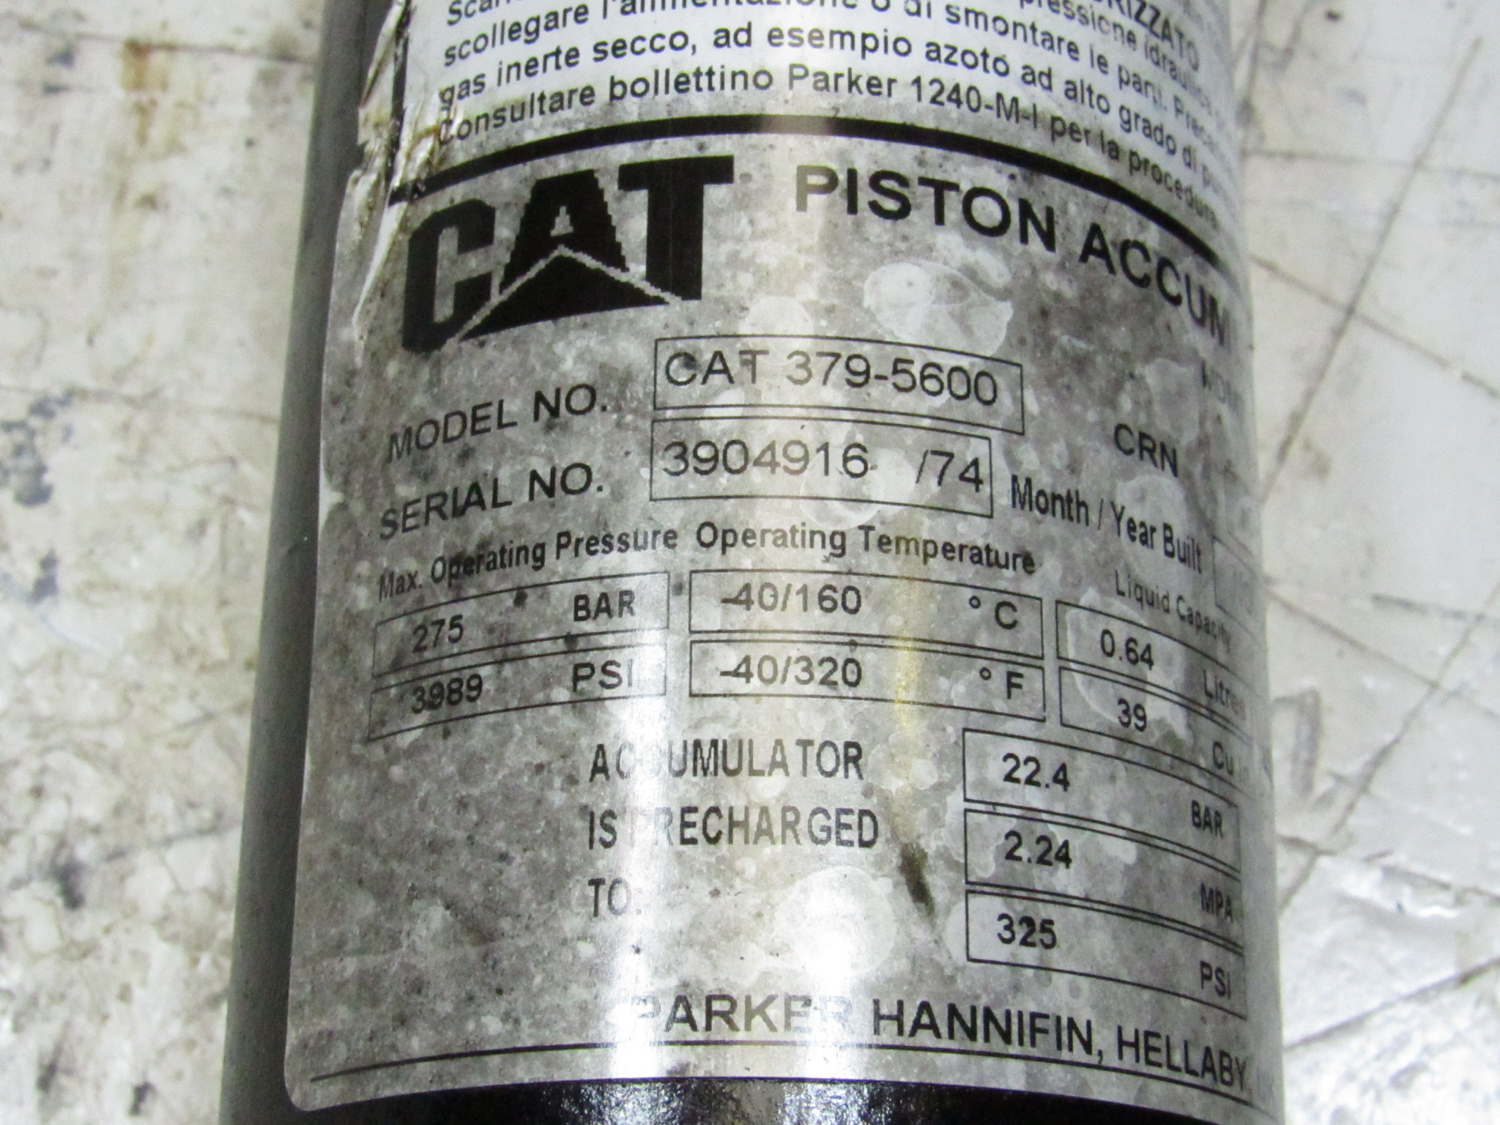 scollegare l'alimentazione o di smontare le parti.
gas inerte secco, ad esempio azoto ad alto grado di
Consultare bollettino Parker 1240-M-I per la procedura
CAT PISTON
MODEL NO. CAT 379-5600
CRN
SERIAL NO. 3904916 /74 Month / Year Built
Max. Operating Pressure Operating Temperature Liquid Capacity
275 BAR -40/160 °C 0.64 Litres
3989 PSI -40/320 °F 39 Cu
ACCUMULATOR 22.4 BAR
IS PRECHARGED 2.24 MPA
TO. 325 PSI
PARKER HANNIFIN, HELLABY,